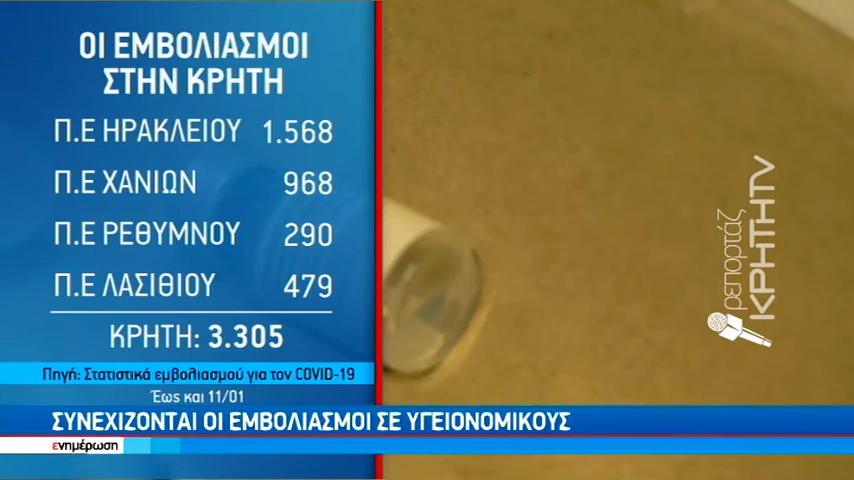 ΟΙ ΕΜΒΟΛΙΑΣΜΟΙ
ΣΤΗΝ ΚΡΗΤΗ
Π.Ε ΗΡΑΚΛΕΙΟΥ 1.568
Π.Ε ΧΑΝΙΩΝ 968
Π.Ε ΡΕΘΥΜΝΟΥ 290
Π.Ε ΛΑΣΙΘΙΟΥ 479
ΚΡΗΤΗ: 3.305
Πηγή: Στατιστικά εμβολιασμού για τον COVID-19
Έως και 11/01
ΣΥΝΕΧΙΖΟΝΤΑΙ ΟΙ ΕΜΒΟΛΙΑΣΜΟΙ ΣΕ ΥΓΕΙΟΝΟΜΙΚΟΥΣ
ενημέρωση
ρεπορτάζ
ΚΡΗΤΗTV